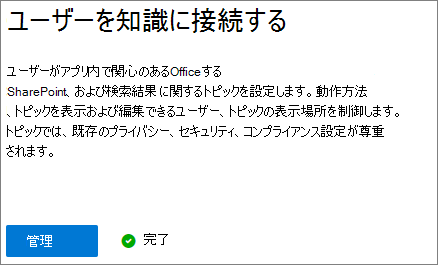 ユーザーを知識に接続する
ユーザーがアプリ内で関心のあるOfficeする
SharePoint、および検索結果 に関するトピックを設定します。動作方法
、トピックを表示および編集できるユーザー、トピックの表示場所を制御します。
トピックでは、既存のプライバシー、セキュリティ、コンプライアンス設定が尊重
されます。
管理
完了